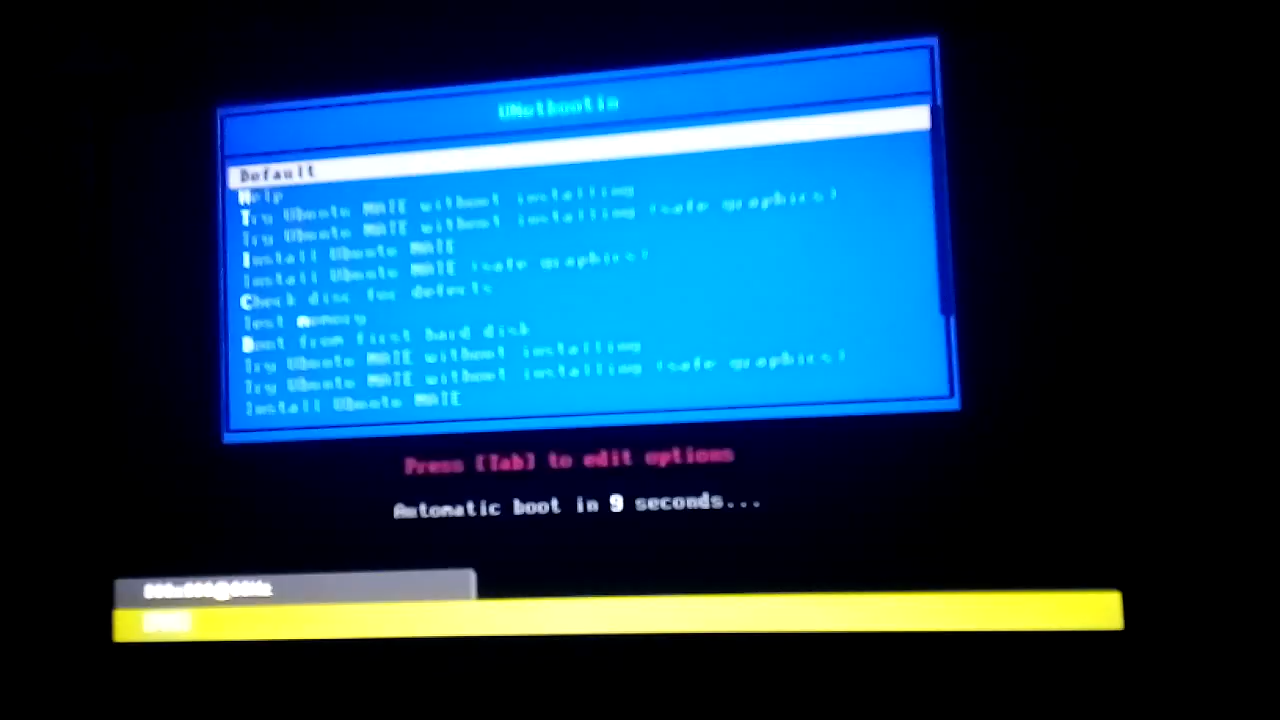 UNetbootin
Default
Help
Try Ubuntu MATE without installing
Try Ubuntu MATE without installing (safe graphics)
Install Ubuntu MATE
Install Ubuntu MATE (safe graphics)
Check disc for defects
Test memory
Boot from first hard disk
Try Ubuntu MATE without installing
Try Ubuntu MATE without installing (safe graphics)
Install Ubuntu MATE
Press [Tab] to edit options
Automatic boot in 9 seconds...